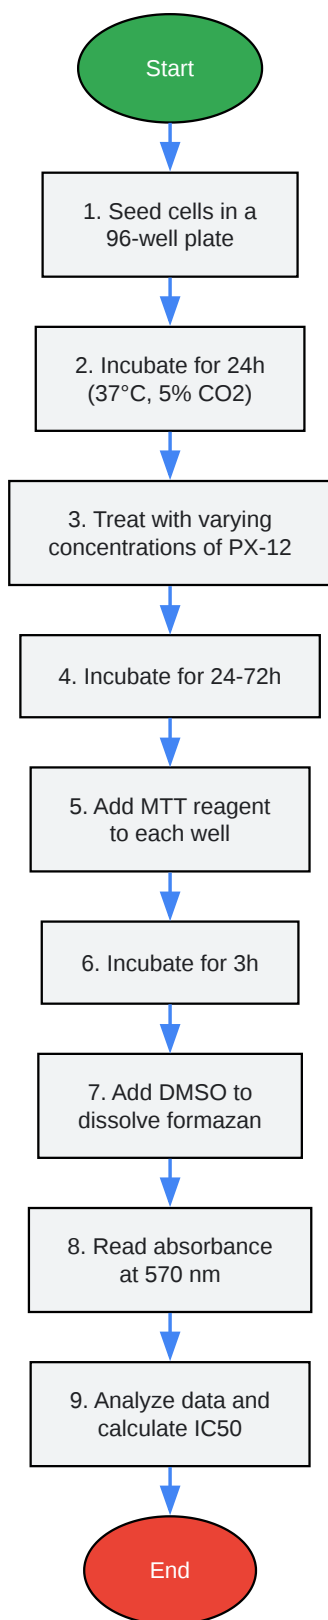 Start
1. Seed cells in a
96-well plate
2. Incubate for 24h
(37°C, 5% CO2)
3. Treat with varying
concentrations of PX-12
4. Incubate for 24-72h
5. Add MTT reagent
to each well
6. Incubate for 3h
7. Add DMSO to
dissolve formazan
8. Read absorbance
at 570 nm
9. Analyze data and
calculate IC50
End